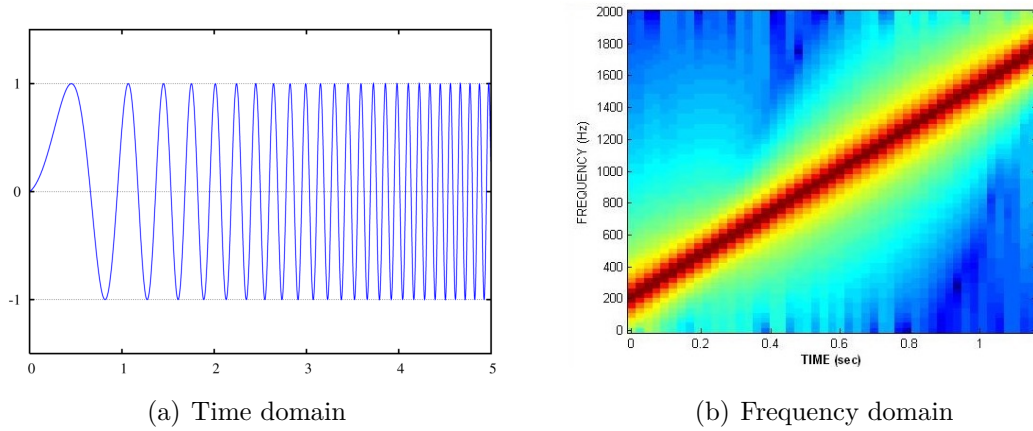 1
0
-1
0 1 2 3 4 5
(a) Time domain
2000
1800
1600
1400
1200
1000
800
600
400
200
0
FREQUENCY (Hz)
0 0.2 0.4 0.6 0.8 1
TIME (sec)
(b) Frequency domain